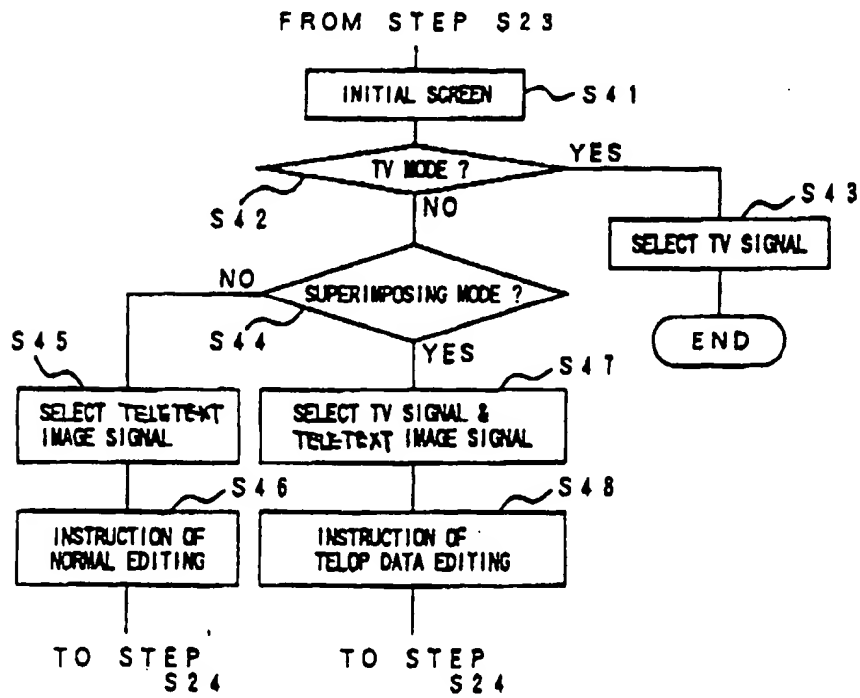 FROM STEP S23
INITIAL SCREEN
S41
TV MODE ?
YES
S42
NO
S43
SELECT TV SIGNAL
NO
SUPERIMPOSING MODE ?
S44
YES
END
S45
S47
SELECT TELETEXT
IMAGE SIGNAL
SELECT TV SIGNAL &
TELETEXT IMAGE SIGNAL
S46
S48
INSTRUCTION OF
NORMAL EDITING
INSTRUCTION OF
TELOP DATA EDITING
TO STEP
S24
TO STEP
S24